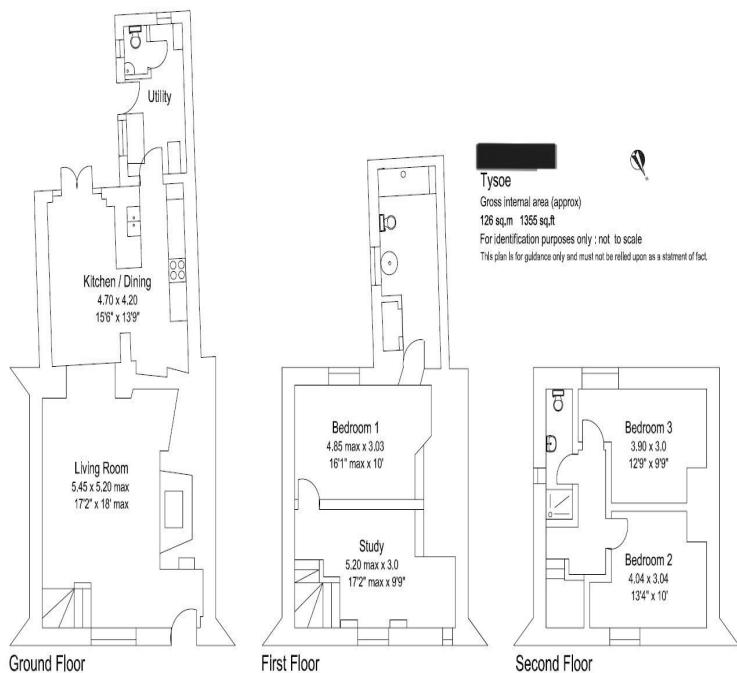 Utility
Kitchen / Dining
4.70 x 4.20
15'6" x 13'9"
Living Room
5.45 x 5.20 max
17'2" x 18' max
Ground Floor
Bedroom 1
4.85 max x 3.03
16'1" max x 10'
Study
5.20 max x 3.0
17'2" max x 9'9"
First Floor
Tysoe
Gross internal area (approx)
126 sq.m 1355 sq.ft
For identification purposes only : not to scale
This plan is for guidance only and must not be relied upon as a statment of fact.
Bedroom 3
3.90 x 3.0
12'9" x 9'9"
Bedroom 2
4.04 x 3.04
13'4" x 10'
Second Floor